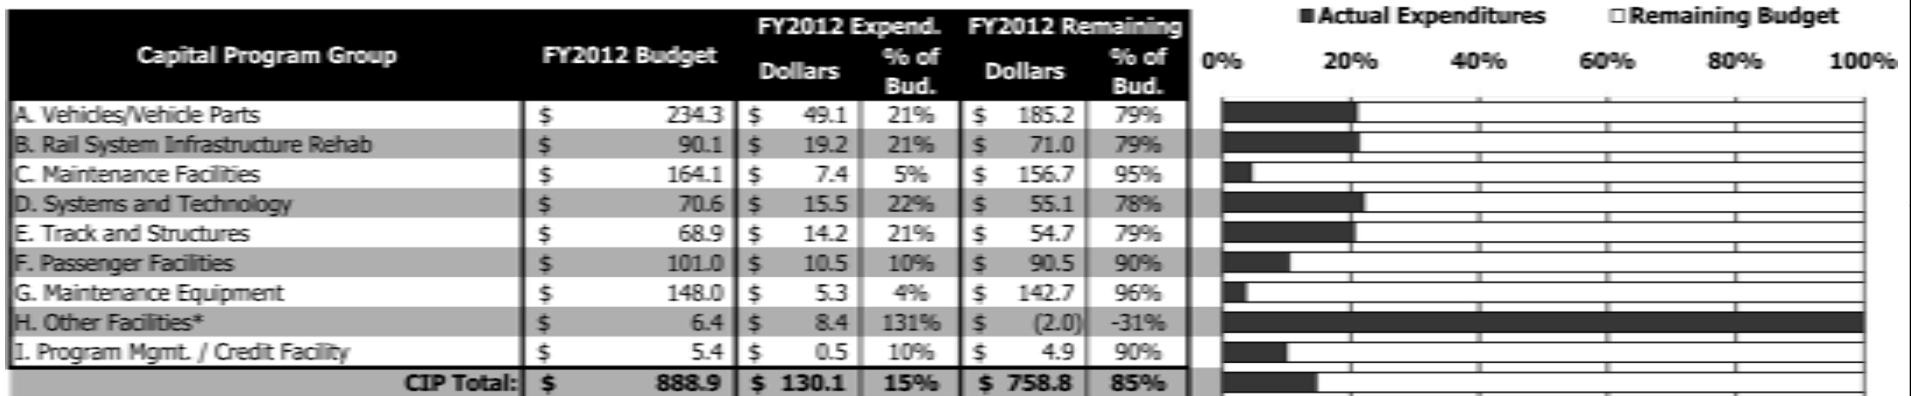 FY2012 Expend. FY2012 Remaining ■Actual Expenditures □Remaining Budget
Capital Program Group FY2012 Budget Dollars % of Bud. Dollars % of Bud. 0% 20% 40% 60% 80% 100%
A. Vehicles/Vehicle Parts $ 234.3 $ 49.1 21% $ 185.2 79%
B. Rail System Infrastructure Rehab $ 90.1 $ 19.2 21% $ 71.0 79%
C. Maintenance Facilities $ 164.1 $ 7.4 5% $ 156.7 95%
D. Systems and Technology $ 70.6 $ 15.5 22% $ 55.1 78%
E. Track and Structures $ 68.9 $ 14.2 21% $ 54.7 79%
F. Passenger Facilities $ 101.0 $ 10.5 10% $ 90.5 90%
G. Maintenance Equipment $ 148.0 $ 5.3 4% $ 142.7 96%
H. Other Facilities* $ 6.4 $ 8.4 131% $ (2.0) -31%
I. Program Mgmt. / Credit Facility $ 5.4 $ 0.5 10% $ 4.9 90%
CIP Total: $ 888.9 $ 130.1 15% $ 758.8 85%